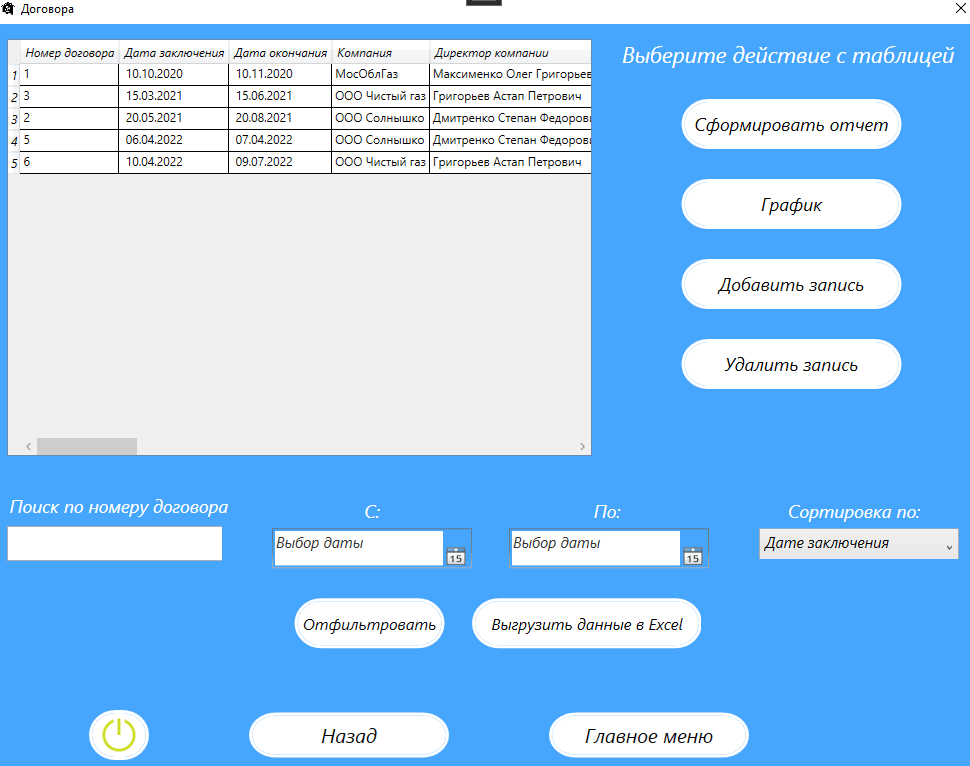 Договора
Номер договора Дата заключения Дата окончания Компания Директор компании
1 1 10.10.2020 10.11.2020 МосОблГаз Максименко Олег Григорьев
2 3 15.03.2021 15.06.2021 ООО Чистый газ Григорьев Астап Петрович
3 2 20.05.2021 20.08.2021 ООО Солнышко Дмитренко Степан Федорови
4 5 06.04.2022 07.04.2022 ООО Солнышко Дмитренко Степан Федорови
5 6 10.04.2022 09.07.2022 ООО Чистый газ Григорьев Астап Петрович
Выберите действие с таблицей
Сформировать отчет
График
Добавить запись
Удалить запись
Поиск по номеру договора
С:
По:
Сортировка по:
Выбор даты 15
Выбор даты 15
Дате заключения
Отфильтровать
Выгрузить данные в Excel
Назад
Главное меню